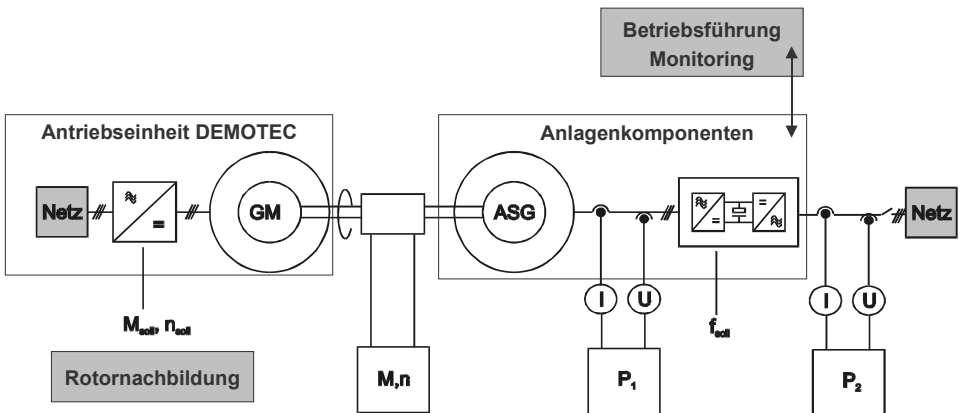 Betriebsführung
Monitoring
Antriebseinheit DEMOTEC
Anlagenkomponenten
Netz
≈
=
GM
ASG
≈
=
=
≈
Netz
I
U
I
U
Msoll, nsoll
fsoll
Rotornachbildung
M,n
P1
P2